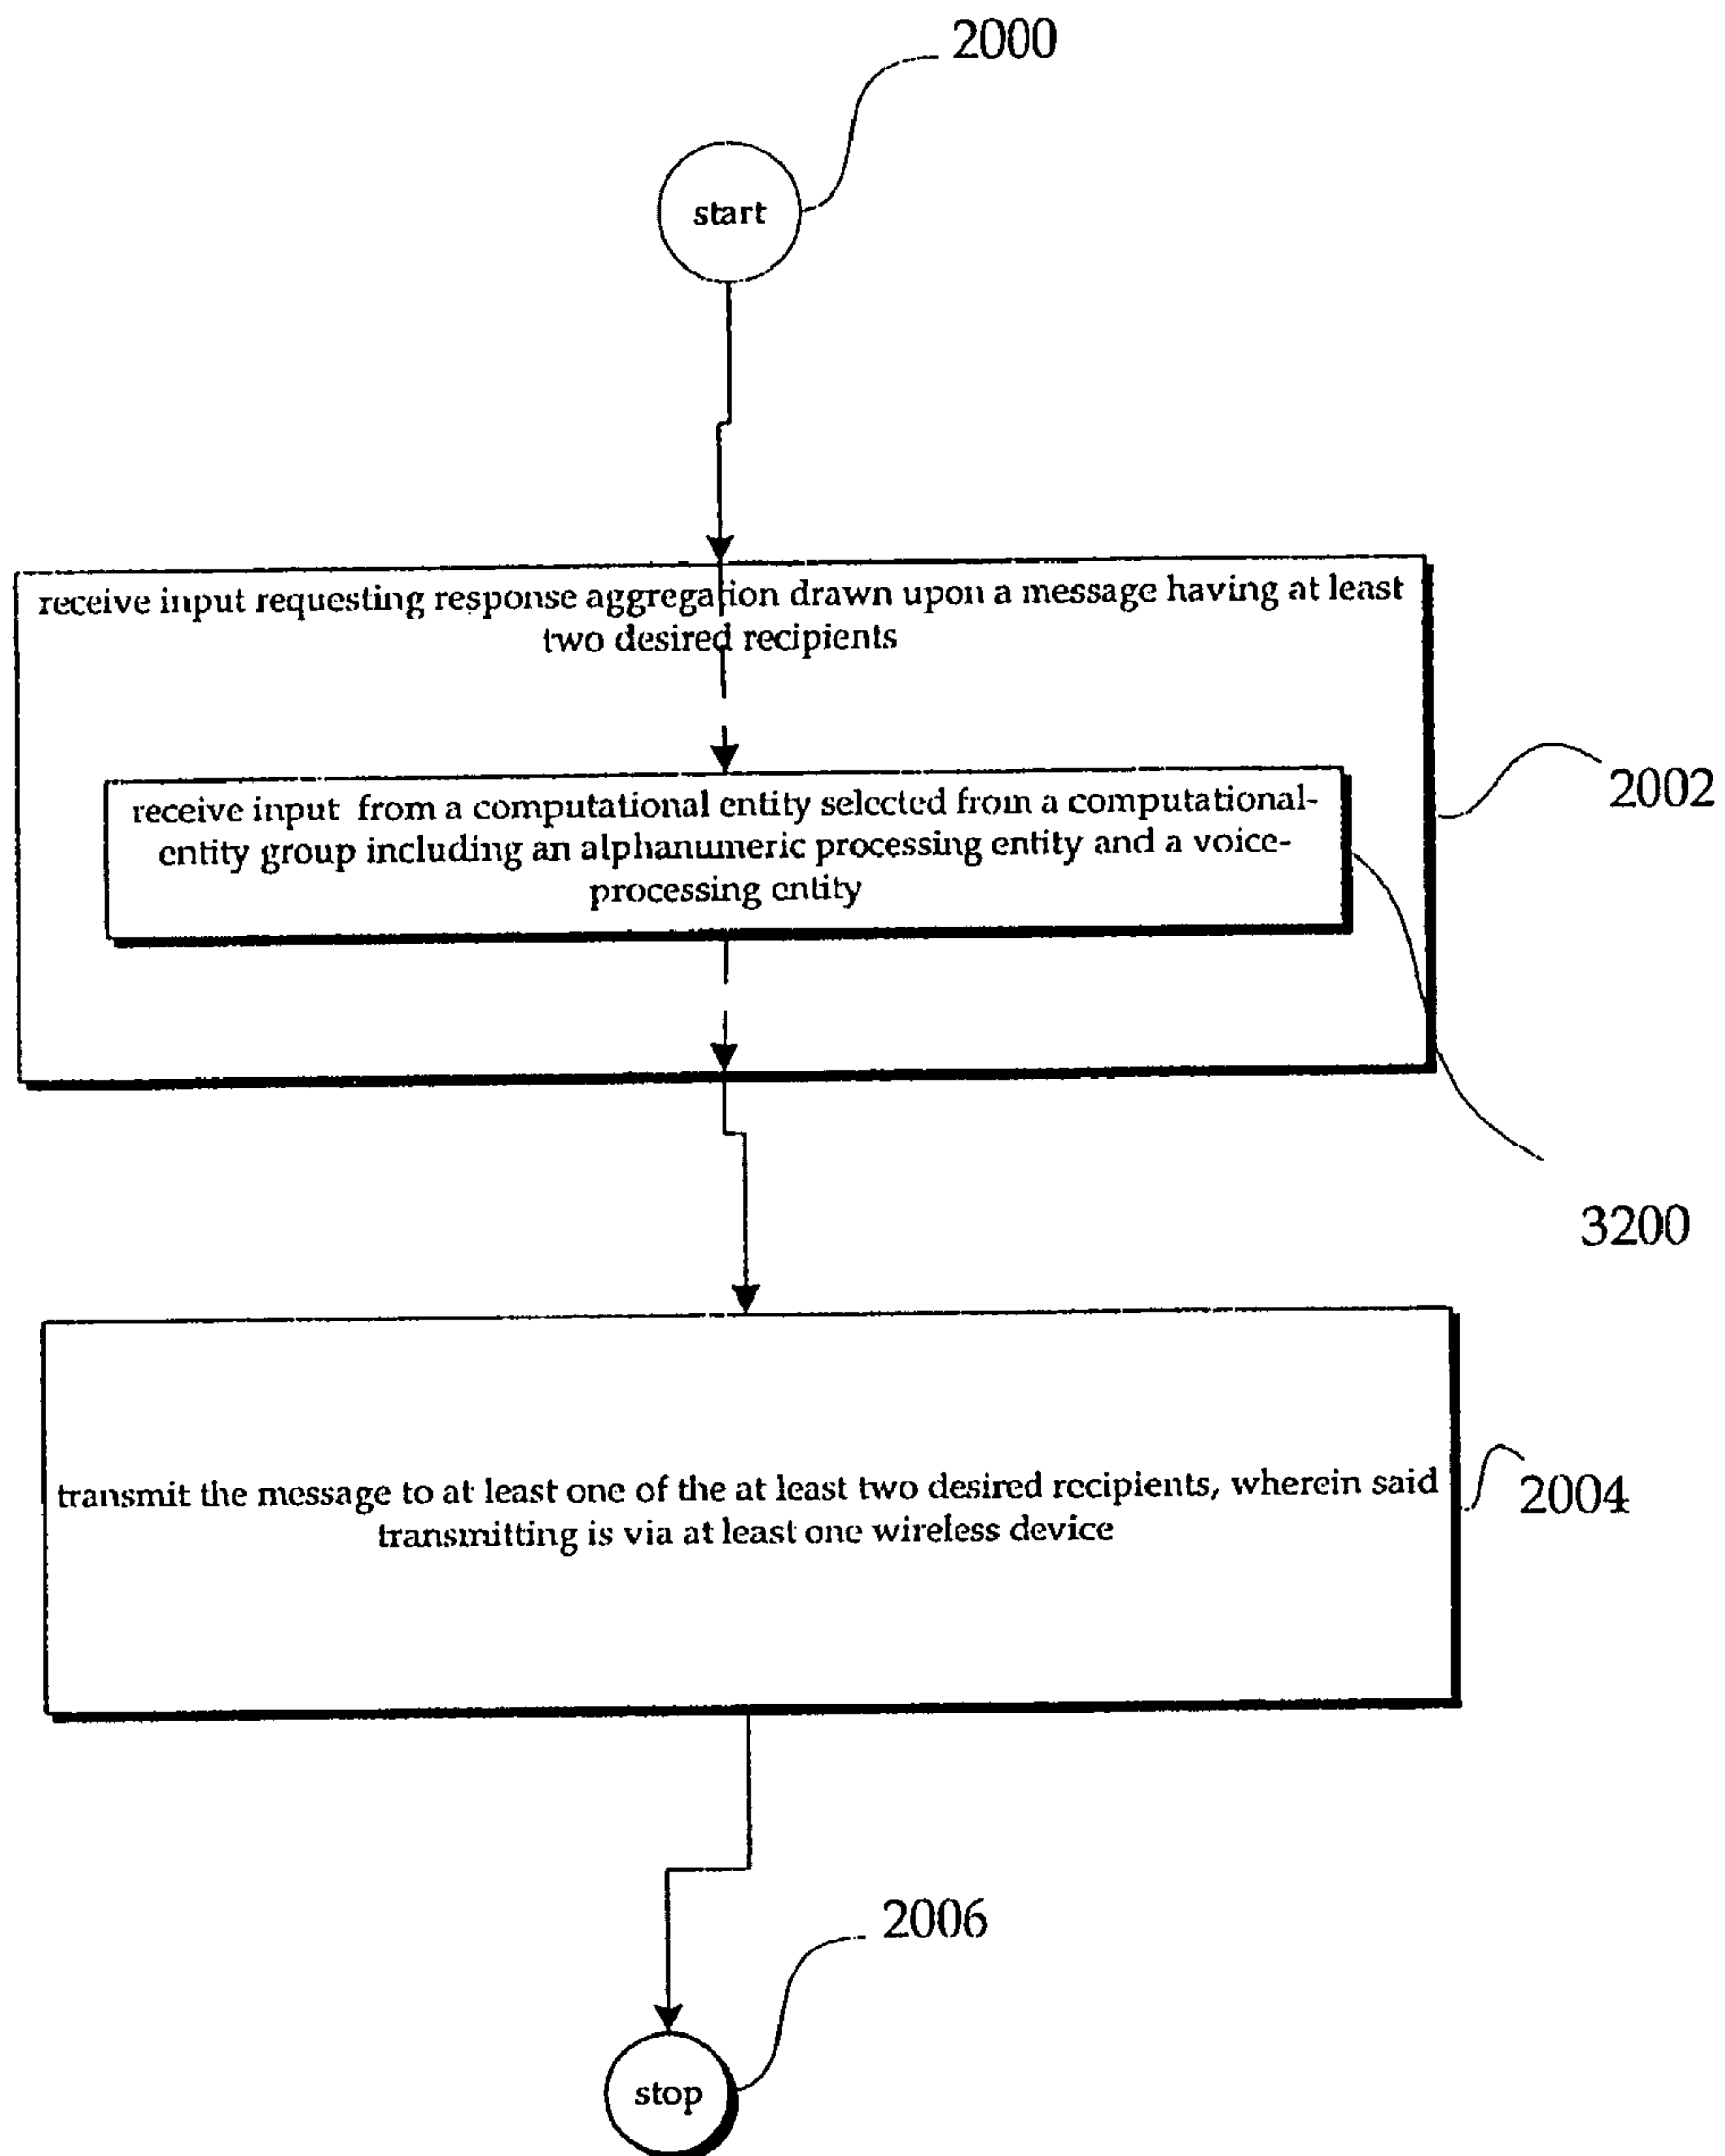 2000
start
receive input requesting response aggregation drawn upon a message having at least
two desired recipients
receive input from a computational entity selected from a computational-
entity group including an alphanumeric processing entity and a voice-
processing entity
2002
3200
transmit the message to at least one of the at least two desired recipients, wherein said
transmitting is via at least one wireless device
2004
2006
stop